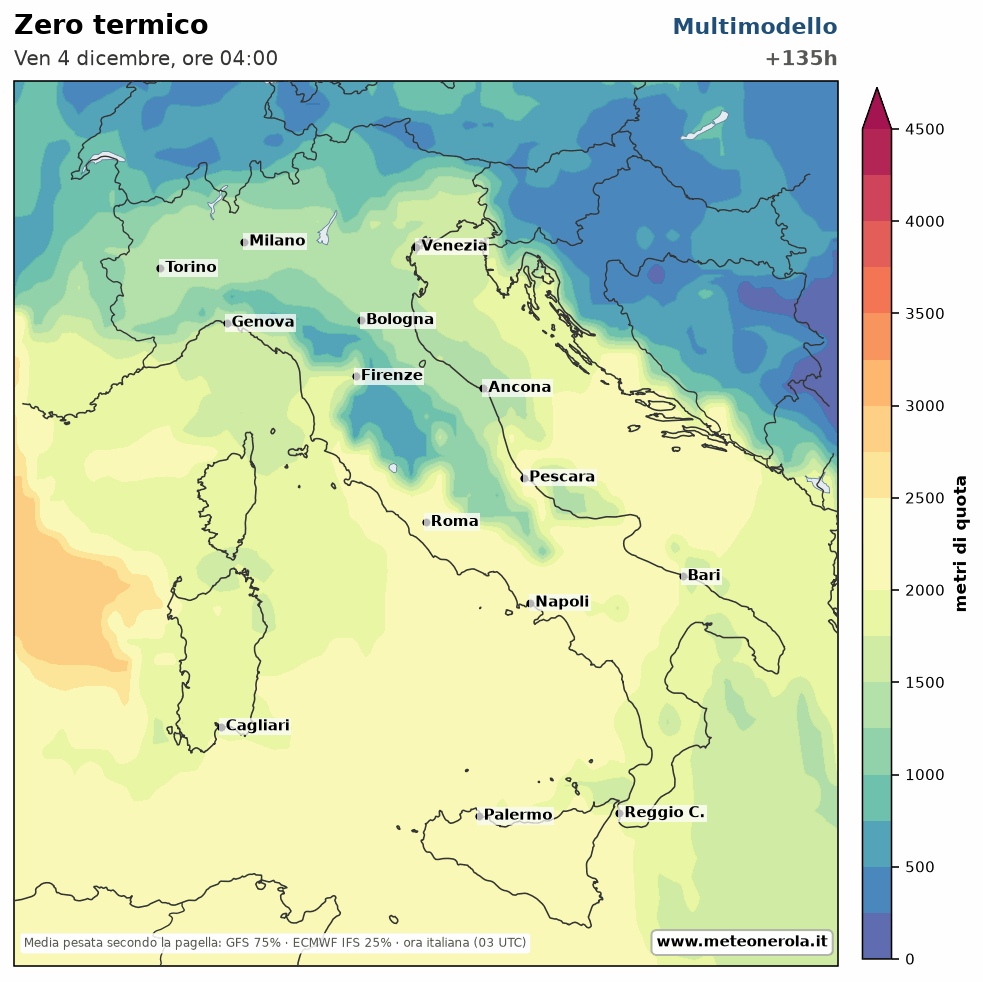 Zero termico
Multimodello
Ven 4 dicembre, ore 04:00
+135h
Milano
Venezia
Torino
Genova
Bologna
Firenze
Ancona
Pescara
Roma
Bari
Napoli
Cagliari
Palermo
Reggio C.
4500
4000
3500
3000
2500
2000
1500
1000
500
0
metri di quota
Media pesata secondo la pagella: GFS 75% · ECMWF IFS 25% · ora italiana (03 UTC)
www.meteonerola.it